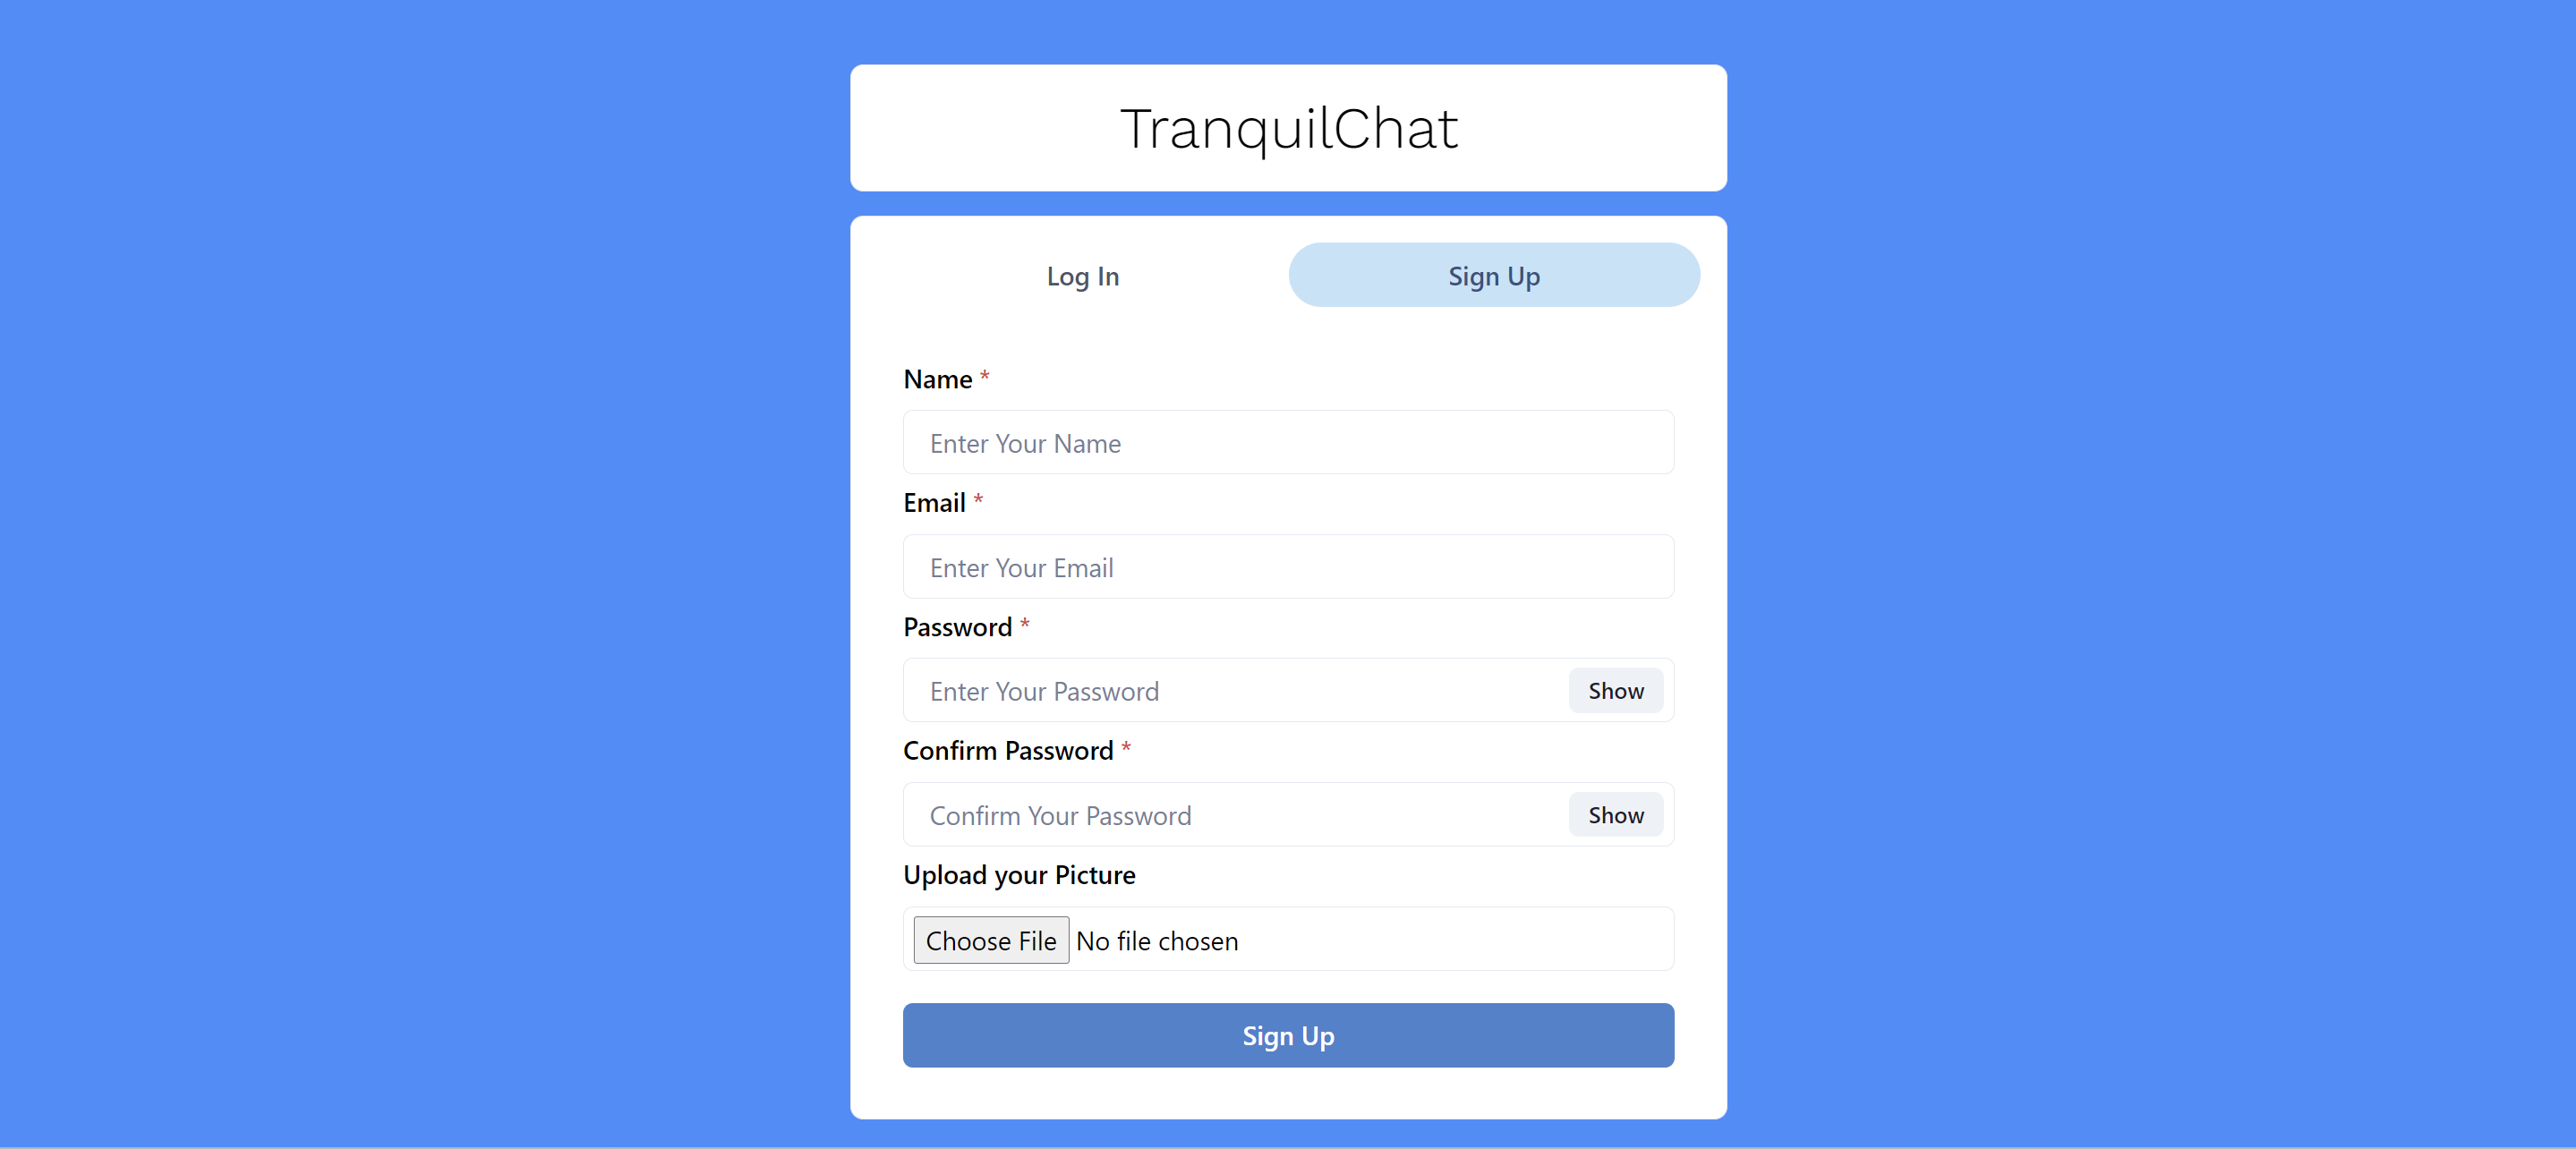 TranquilChat
Log In
Sign Up
Name *
Enter Your Name
Email *
Enter Your Email
Password *
Enter Your Password
Show
Confirm Password *
Confirm Your Password
Show
Upload your Picture
Choose File No file chosen
Sign Up